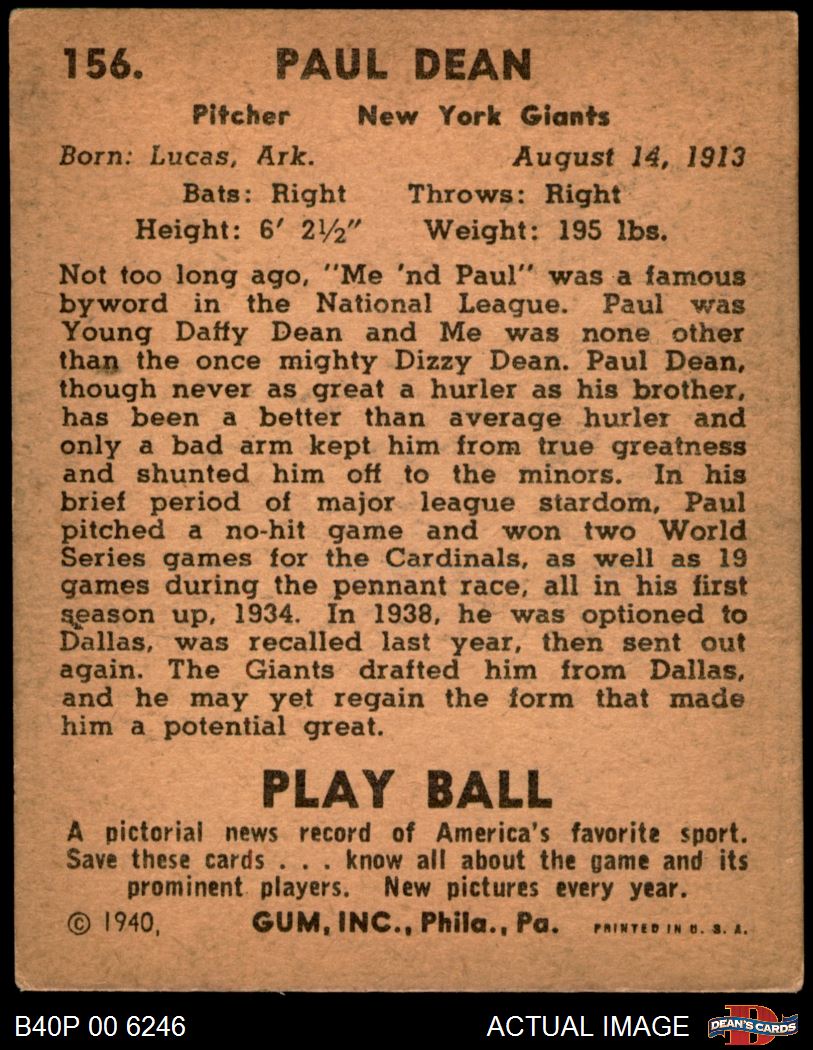 156. PAUL DEAN
Pitcher New York Giants
Born: Lucas, Ark. August 14, 1913
Bats: Right Throws: Right
Height: 6' 2½" Weight: 195 lbs.
Not too long ago, "Me 'nd Paul" was a famous
byword in the National League. Paul was
Young Daffy Dean and Me was none other
than the once mighty Dizzy Dean. Paul Dean,
though never as great a hurler as his brother,
has been a better than average hurler and
only a bad arm kept him from true greatness
and shunted him off to the minors. In his
brief period of major league stardom, Paul
pitched a no-hit game and won two World
Series games for the Cardinals, as well as 19
games during the pennant race, all in his first
season up, 1934. In 1938, he was optioned to
Dallas, was recalled last year, then sent out
again. The Giants drafted him from Dallas,
and he may yet regain the form that made
him a potential great.
PLAY BALL
A pictorial news record of America's favorite sport.
Save these cards . . . know all about the game and its
prominent players. New pictures every year.
© 1940, GUM, INC., Phila., Pa. PRINTED IN U. S. A.
B40P 00 6246 ACTUAL IMAGE D DEAN'S CARDS